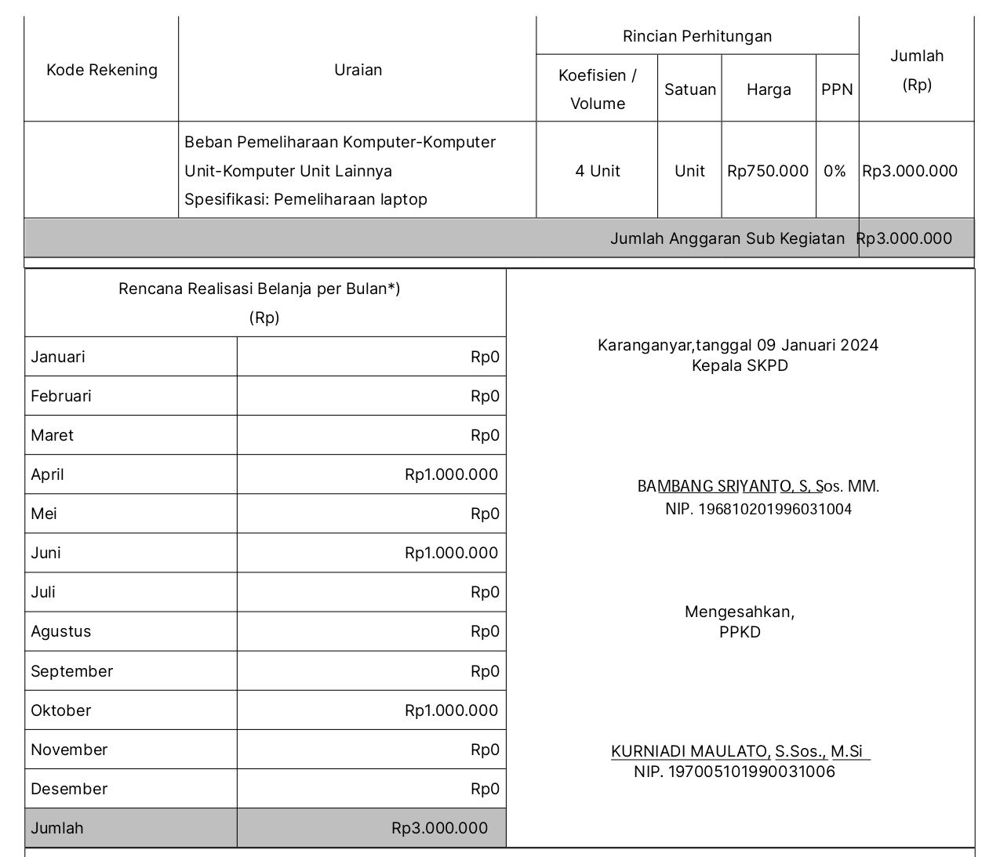 Kode Rekening
Uraian
Rincian Perhitungan
Jumlah
(Rp)
Koefisien /
Volume
Satuan
Harga
PPN
Beban Pemeliharaan Komputer-Komputer
Unit-Komputer Unit Lainnya
Spesifikasi: Pemeliharaan laptop
4 Unit
Unit
Rp750.000
0%
Rp3.000.000
Jumlah Anggaran Sub Kegiatan Rp3.000.000
Rencana Realisasi Belanja per Bulan*)
(Rp)
Januari Rp0
Februari Rp0
Maret Rp0
April Rp1.000.000
Mei Rp0
Juni Rp1.000.000
Juli Rp0
Agustus Rp0
September Rp0
Oktober Rp1.000.000
November Rp0
Desember Rp0
Jumlah Rp3.000.000
Karanganyar,tanggal 09 Januari 2024
Kepala SKPD
BAMBANG SRIYANTO, S, Sos. MM.
NIP. 196810201996031004
Mengesahkan,
PPKD
KURNIADI MAULATO, S.Sos., M.Si
NIP. 197005101990031006